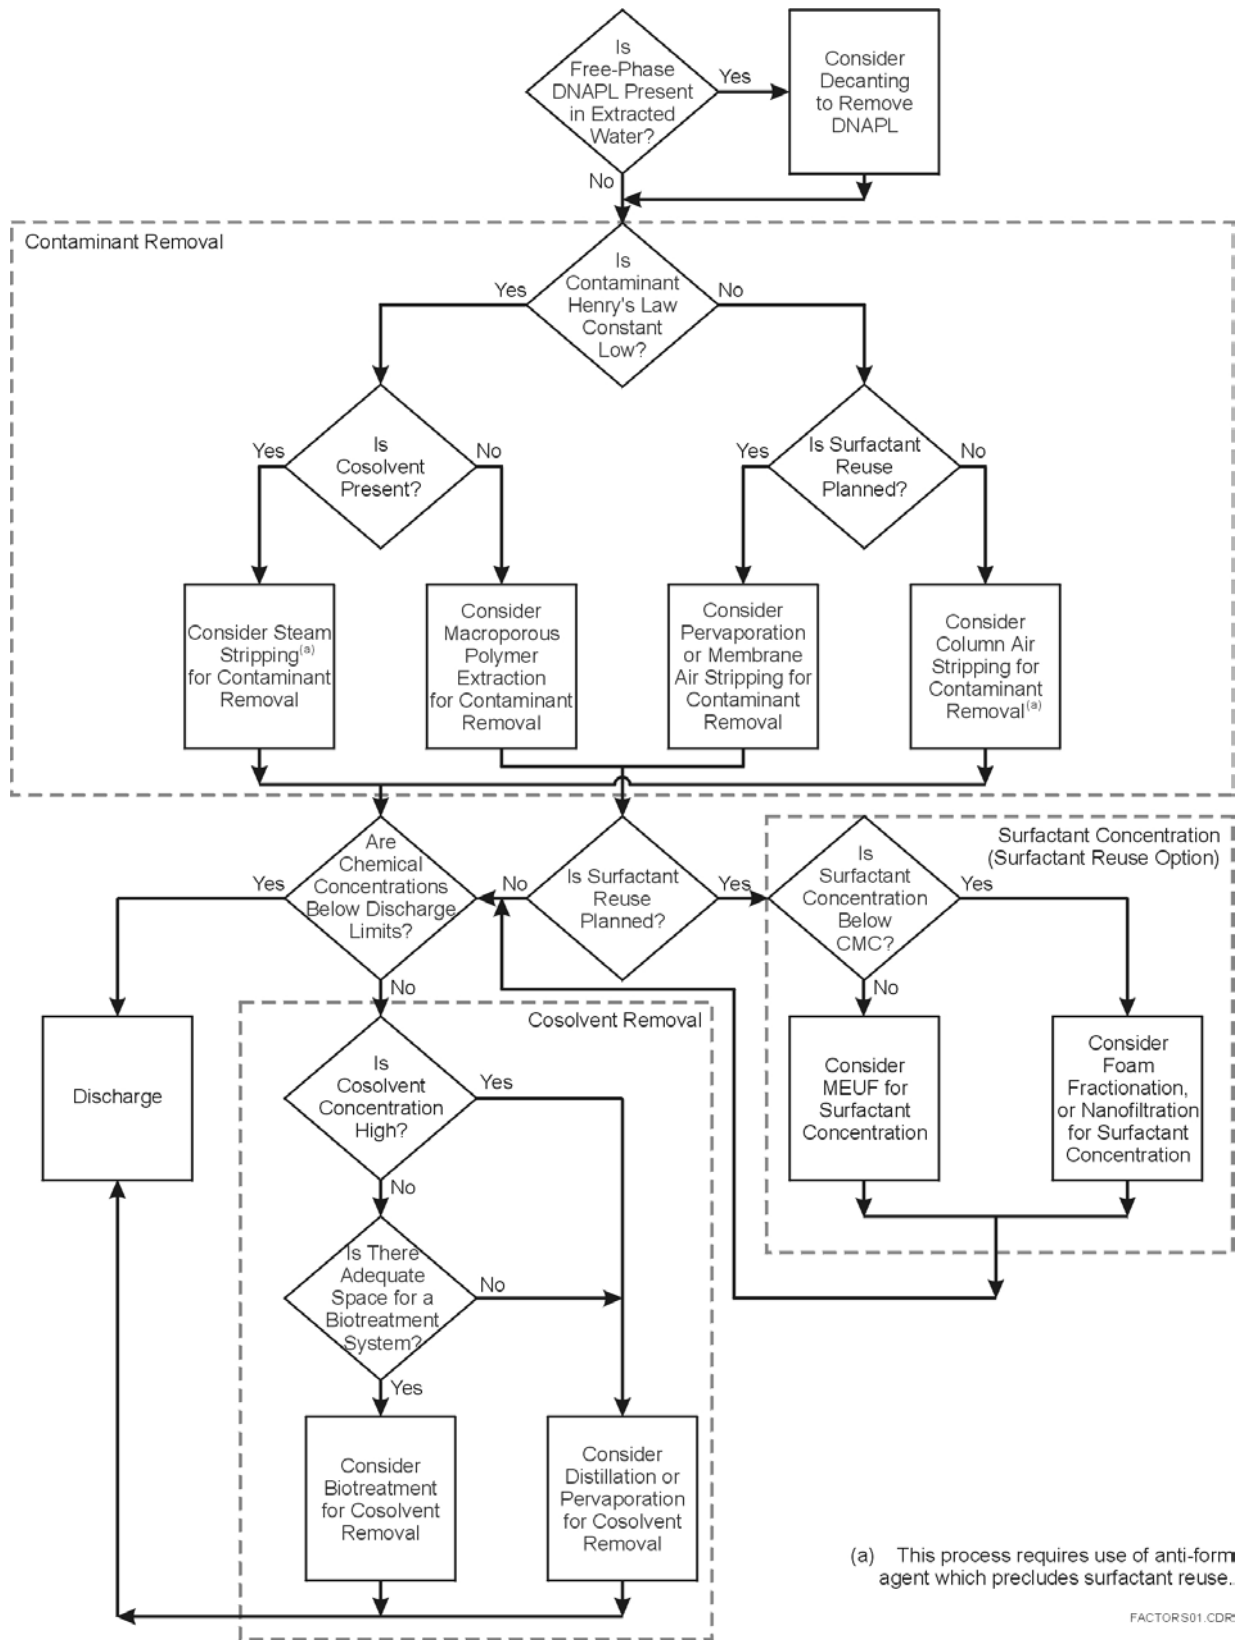 Is
Free-Phase
DNAPL Present
in Extracted
Water?
Yes
Consider
Decanting
to Remove
DNAPL
No
Contaminant Removal
Is
Contaminant
Henry's Law
Constant
Low?
Yes
No
Is
Cosolvent
Present?
Yes
No
Is Surfactant
Reuse
Planned?
Yes
No
Consider Steam
Stripping(a)
for Contaminant
Removal
Consider
Macroporous
Polymer
Extraction
for Contaminant
Removal
Consider
Pervaporation
or Membrane
Air Stripping for
Contaminant
Removal
Consider
Column Air
Stripping for
Contaminant
Removal(a)
Are
Chemical
Concentrations
Below Discharge
Limits?
Yes
No
Is Surfactant
Reuse
Planned?
No
Yes
Surfactant Concentration
(Surfactant Reuse Option)
Is
Surfactant
Concentration
Below
CMC?
Yes
No
Discharge
Cosolvent Removal
Is
Cosolvent
Concentration
High?
Yes
No
Consider
MEUF for
Surfactant
Concentration
Consider
Foam
Fractionation,
or Nanofiltration
for Surfactant
Concentration
Is There
Adequate
Space for a
Biotreatment
System?
No
Yes
Consider
Biotreatment
for Cosolvent
Removal
Consider
Distillation or
Pervaporation
for Cosolvent
Removal
(a) This process requires use of anti-form
agent which precludes surfactant reuse.
FACTORS01.CDR